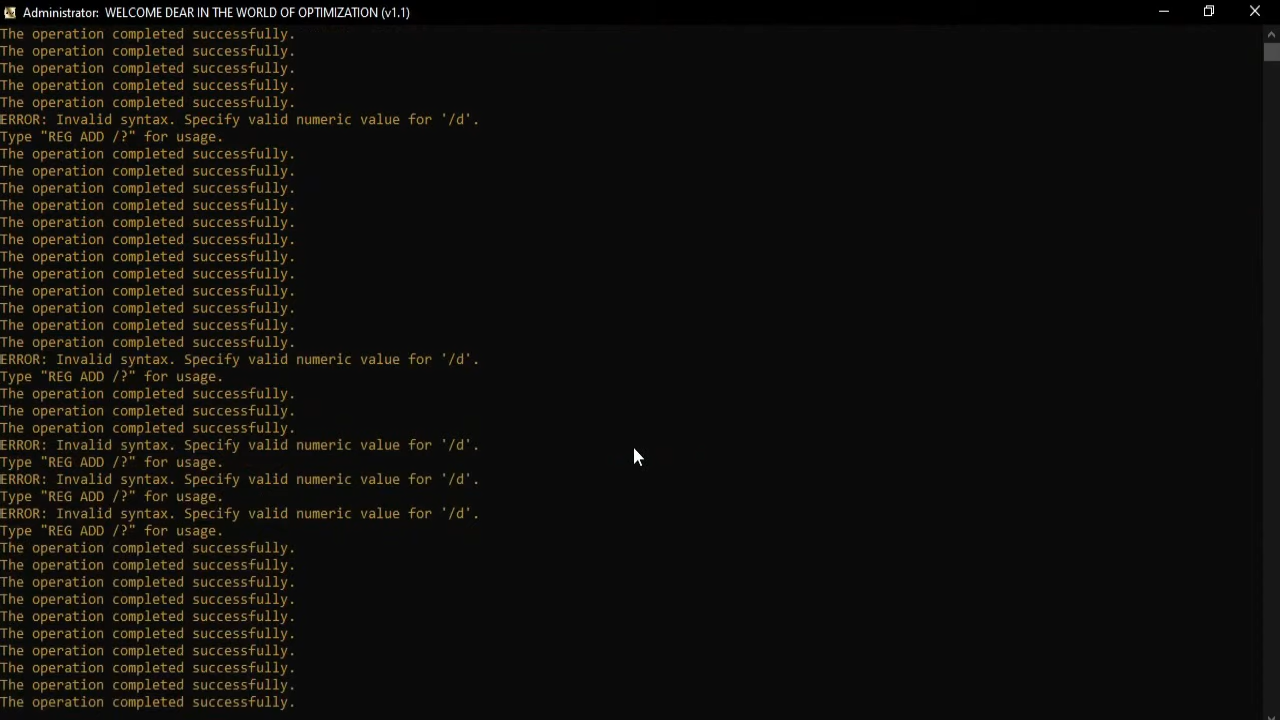 Administrator: WELCOME DEAR IN THE WORLD OF OPTIMIZATION (v1.1)
The operation completed successfully.
The operation completed successfully.
The operation completed successfully.
The operation completed successfully.
The operation completed successfully.
ERROR: Invalid syntax. Specify valid numeric value for '/d'.
Type "REG ADD /?" for usage.
The operation completed successfully.
The operation completed successfully.
The operation completed successfully.
The operation completed successfully.
The operation completed successfully.
The operation completed successfully.
The operation completed successfully.
The operation completed successfully.
The operation completed successfully.
The operation completed successfully.
The operation completed successfully.
The operation completed successfully.
ERROR: Invalid syntax. Specify valid numeric value for '/d'.
Type "REG ADD /?" for usage.
The operation completed successfully.
The operation completed successfully.
The operation completed successfully.
ERROR: Invalid syntax. Specify valid numeric value for '/d'.
Type "REG ADD /?" for usage.
ERROR: Invalid syntax. Specify valid numeric value for '/d'.
Type "REG ADD /?" for usage.
ERROR: Invalid syntax. Specify valid numeric value for '/d'.
Type "REG ADD /?" for usage.
The operation completed successfully.
The operation completed successfully.
The operation completed successfully.
The operation completed successfully.
The operation completed successfully.
The operation completed successfully.
The operation completed successfully.
The operation completed successfully.
The operation completed successfully.
The operation completed successfully.